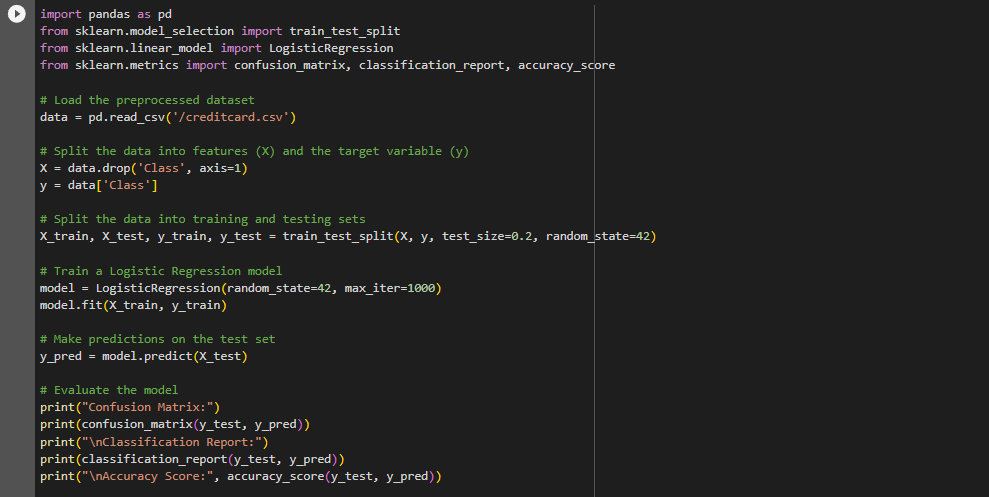 import pandas as pd
from sklearn.model_selection import train_test_split
from sklearn.linear_model import LogisticRegression
from sklearn.metrics import confusion_matrix, classification_report, accuracy_score

# Load the preprocessed dataset
data = pd.read_csv('/creditcard.csv')

# Split the data into features (X) and the target variable (y)
X = data.drop('Class', axis=1)
y = data['Class']

# Split the data into training and testing sets
X_train, X_test, y_train, y_test = train_test_split(X, y, test_size=0.2, random_state=42)

# Train a Logistic Regression model
model = LogisticRegression(random_state=42, max_iter=1000)
model.fit(X_train, y_train)

# Make predictions on the test set
y_pred = model.predict(X_test)

# Evaluate the model
print("Confusion Matrix:")
print(confusion_matrix(y_test, y_pred))
print("\nClassification Report:")
print(classification_report(y_test, y_pred))
print("\nAccuracy Score:", accuracy_score(y_test, y_pred))